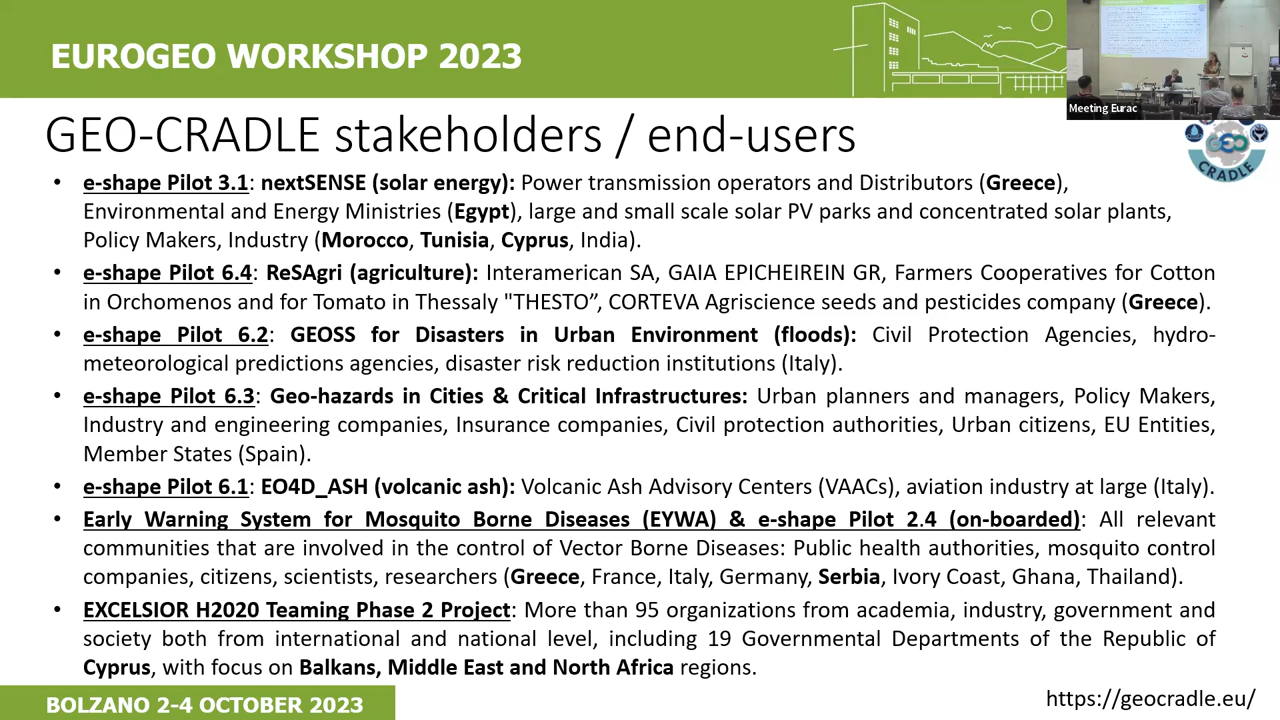 EUROGEO WORKSHOP 2023
Meeting Eurac
GEO-CRADLE stakeholders / end-users
GEO
CRADLE
• e-shape Pilot 3.1: nextSENSE (solar energy): Power transmission operators and Distributors (Greece),
Environmental and Energy Ministries (Egypt), large and small scale solar PV parks and concentrated solar plants,
Policy Makers, Industry (Morocco, Tunisia, Cyprus, India).
• e-shape Pilot 6.4: ReSAgri (agriculture): Interamerican SA, GAIA EPICHEIREIN GR, Farmers Cooperatives for Cotton
in Orchomenos and for Tomato in Thessaly "THESTO”, CORTEVA Agriscience seeds and pesticides company (Greece).
• e-shape Pilot 6.2: GEOSS for Disasters in Urban Environment (floods): Civil Protection Agencies, hydro-
meteorological predictions agencies, disaster risk reduction institutions (Italy).
• e-shape Pilot 6.3: Geo-hazards in Cities & Critical Infrastructures: Urban planners and managers, Policy Makers,
Industry and engineering companies, Insurance companies, Civil protection authorities, Urban citizens, EU Entities,
Member States (Spain).
• e-shape Pilot 6.1: EO4D_ASH (volcanic ash): Volcanic Ash Advisory Centers (VAACs), aviation industry at large (Italy).
• Early Warning System for Mosquito Borne Diseases (EYWA) & e-shape Pilot 2.4 (on-boarded): All relevant
communities that are involved in the control of Vector Borne Diseases: Public health authorities, mosquito control
companies, citizens, scientists, researchers (Greece, France, Italy, Germany, Serbia, Ivory Coast, Ghana, Thailand).
• EXCELSIOR H2020 Teaming Phase 2 Project: More than 95 organizations from academia, industry, government and
society both from international and national level, including 19 Governmental Departments of the Republic of
Cyprus, with focus on Balkans, Middle East and North Africa regions.
BOLZANO 2-4 OCTOBER 2023
https://geocradle.eu/